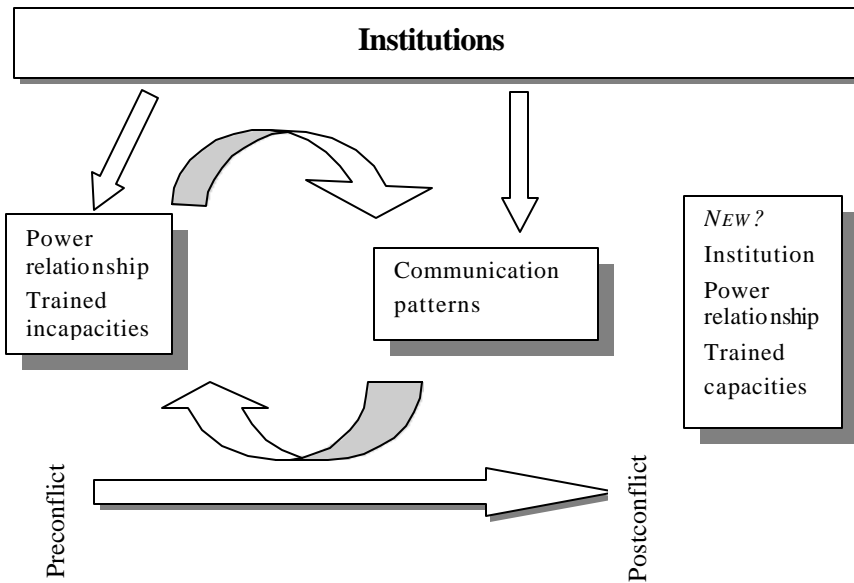 Institutions
Power
relationship
Trained
incapacities
Communication
patterns
NEW?
Institution
Power
relationship
Trained
capacities
Preconflict
Postconflict